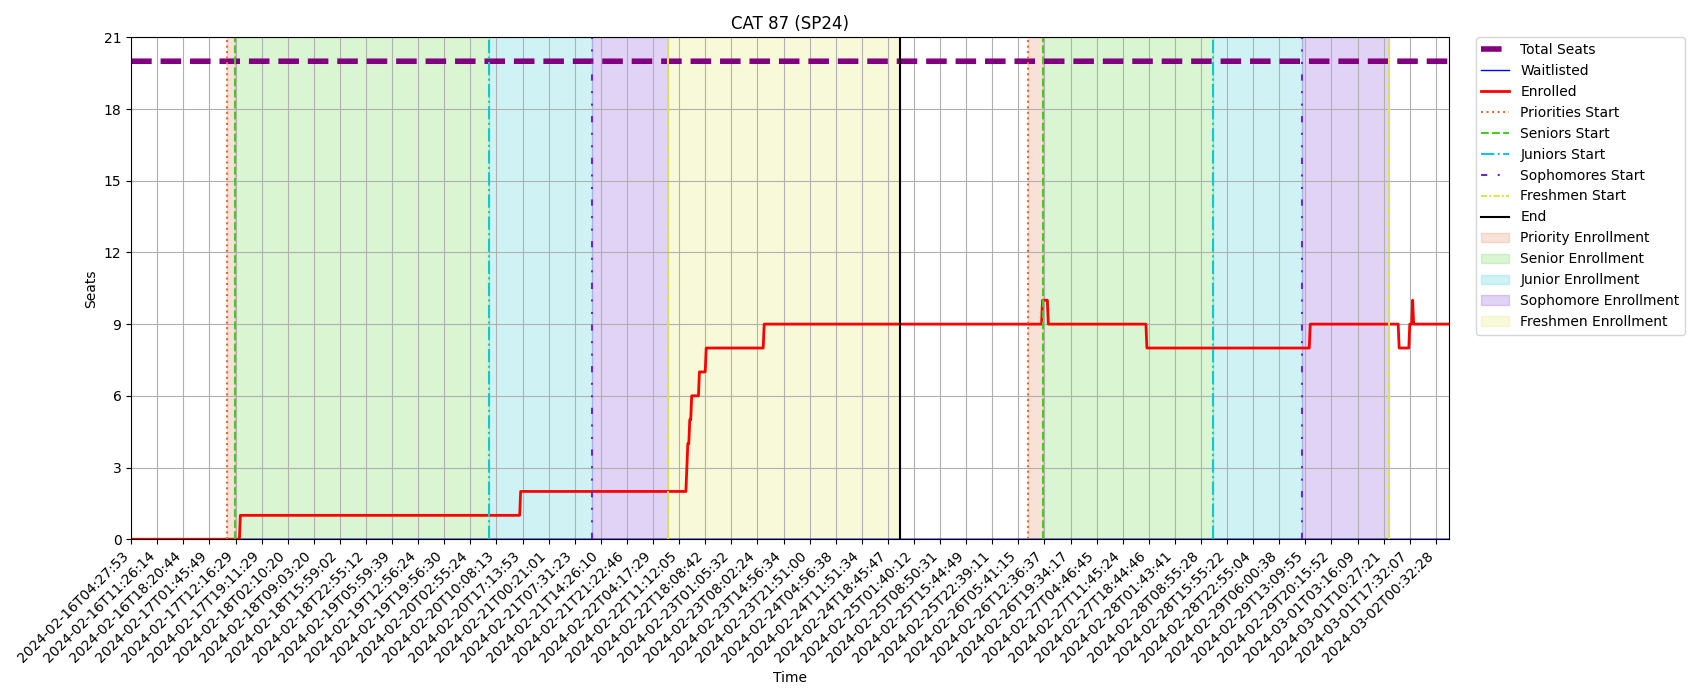 CAT 87 (SP24)
Seats
21
18
15
12
9
6
3
0
2024-02-16T04:27:53
2024-02-16T11:26:14
2024-02-16T18:20:44
2024-02-17T01:45:49
2024-02-17T12:16:29
2024-02-17T19:11:29
2024-02-18T02:10:20
2024-02-18T09:03:20
2024-02-18T15:59:02
2024-02-18T22:55:12
2024-02-19T05:59:39
2024-02-19T12:56:24
2024-02-19T19:56:30
2024-02-20T02:55:24
2024-02-20T10:08:13
2024-02-20T17:13:53
2024-02-21T00:21:01
2024-02-21T07:31:23
2024-02-21T14:26:10
2024-02-21T21:22:46
2024-02-22T04:17:29
2024-02-22T11:12:05
2024-02-22T18:08:42
2024-02-23T01:05:32
2024-02-23T08:02:24
2024-02-23T14:56:34
2024-02-23T21:51:00
2024-02-24T04:56:38
2024-02-24T11:51:34
2024-02-24T18:45:47
2024-02-25T01:40:12
2024-02-25T08:50:31
2024-02-25T15:44:49
2024-02-25T22:39:11
2024-02-26T05:41:15
2024-02-26T12:36:37
2024-02-26T19:34:17
2024-02-27T04:46:45
2024-02-27T11:45:24
2024-02-27T18:44:46
2024-02-28T01:43:41
2024-02-28T08:55:28
2024-02-28T15:55:22
2024-02-28T22:55:04
2024-02-29T06:00:38
2024-02-29T13:09:55
2024-02-29T20:15:52
2024-03-01T03:16:09
2024-03-01T10:27:21
2024-03-01T17:32:07
2024-03-02T00:32:28
Time
Total Seats
Waitlisted
Enrolled
Priorities Start
Seniors Start
Juniors Start
Sophomores Start
Freshmen Start
End
Priority Enrollment
Senior Enrollment
Junior Enrollment
Sophomore Enrollment
Freshmen Enrollment